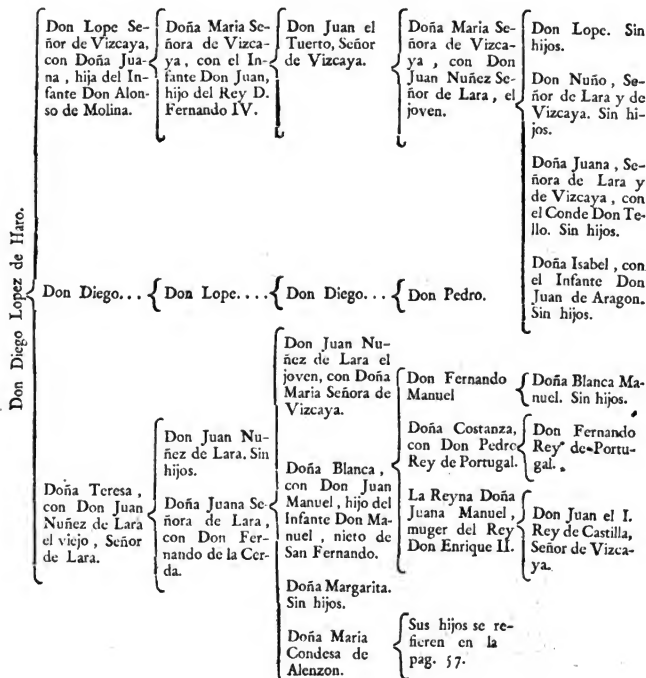 Don Diego Lopez de Haro.
Don Lope Se-
ñor de Vizcaya,
con Doña Jua-
na , hija del In-
fante Don Alon-
so de Molina.
Doña Maria Se-
ñora de Vizca-
ya, con el In-
fante Don Juan,
hijo del Rey D.
Fernando IV.
Don Juan el
Tuerto, Señor
de Vizcaya.
Doña Maria Se-
ñora de Vizca-
ya , con Don
Juan Nuñez Se-
ñor de Lara , el
joven.
Don Lope. Sin
hijos.
Don Nuño , Se-
ñor de Lara y de
Vizcaya. Sin hi-
jos.
Doña Juana , Se-
ñora de Lara y
de Vizcaya , con
el Conde Don Te-
llo. Sin hijos.
Doña Isabel , con
el Infante Don
Juan de Aragon.
Sin hijos.
Don Diego...
Don Lope....
Don Diego...
Don Pedro.
Doña Teresa ,
con Don Juan
Nuñez de Lara
el viejo , Señor
de Lara.
Don Juan Nu-
ñez de Lara. Sin
hijos.
Doña Juana Se-
ñora de Lara,
con Don Fer-
nando de la Cer-
da.
Don Juan Nu-
ñez de Lara el
joven, con Doña
Maria Señora de
Vizcaya.
Doña Blanca ,
con Don Juan
Manuel , hijo del
Infante Don Ma-
nuel , nieto de
San Fernando.
Doña Margarita.
Sin hijos.
Doña Maria
Condesa de
Alenzon.
Don Fernando
Manuel
Doña Costanza,
con Don Pedro
Rey de Portugal.
La Reyna Doña
Juana Manuel ,
muger del Rey
Don Enrique II.
Sus hijos se re-
fieren en la
pag. 57.
Doña Blanca Ma-
nuel. Sin hijos.
Don Fernando
Rey de Portu-
gal.
Don Juan el I.
Rey de Castilla,
Señor de Vizca-
ya.